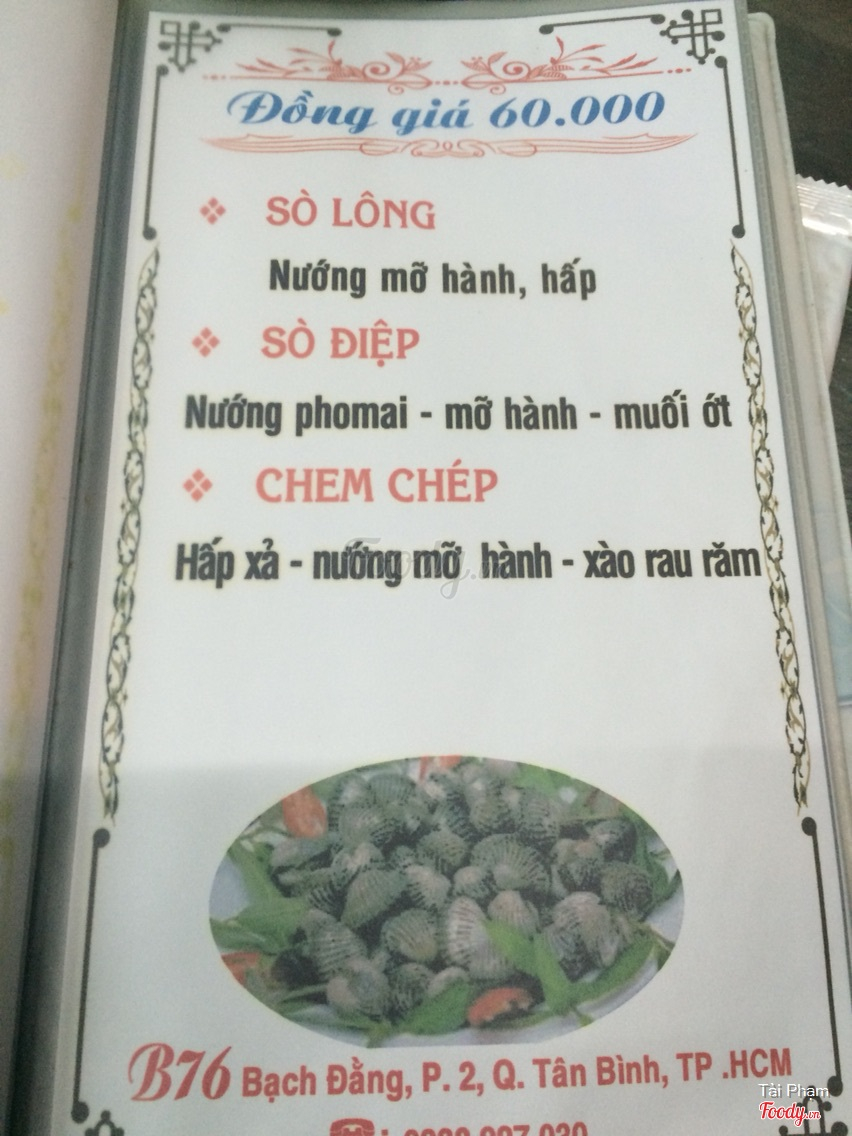 Đồng giá 60.000
SÒ LÔNG
Nướng mỡ hành, hấp
SÒ ĐIỆP
Nướng phomai - mỡ hành - muối ớt
CHEM CHÉP
Hấp xả - nướng mỡ hành - xào rau răm
B76 Bạch Đằng, P. 2, Q. Tân Bình, TP .HCM
Tải Phạm
Foody.vn